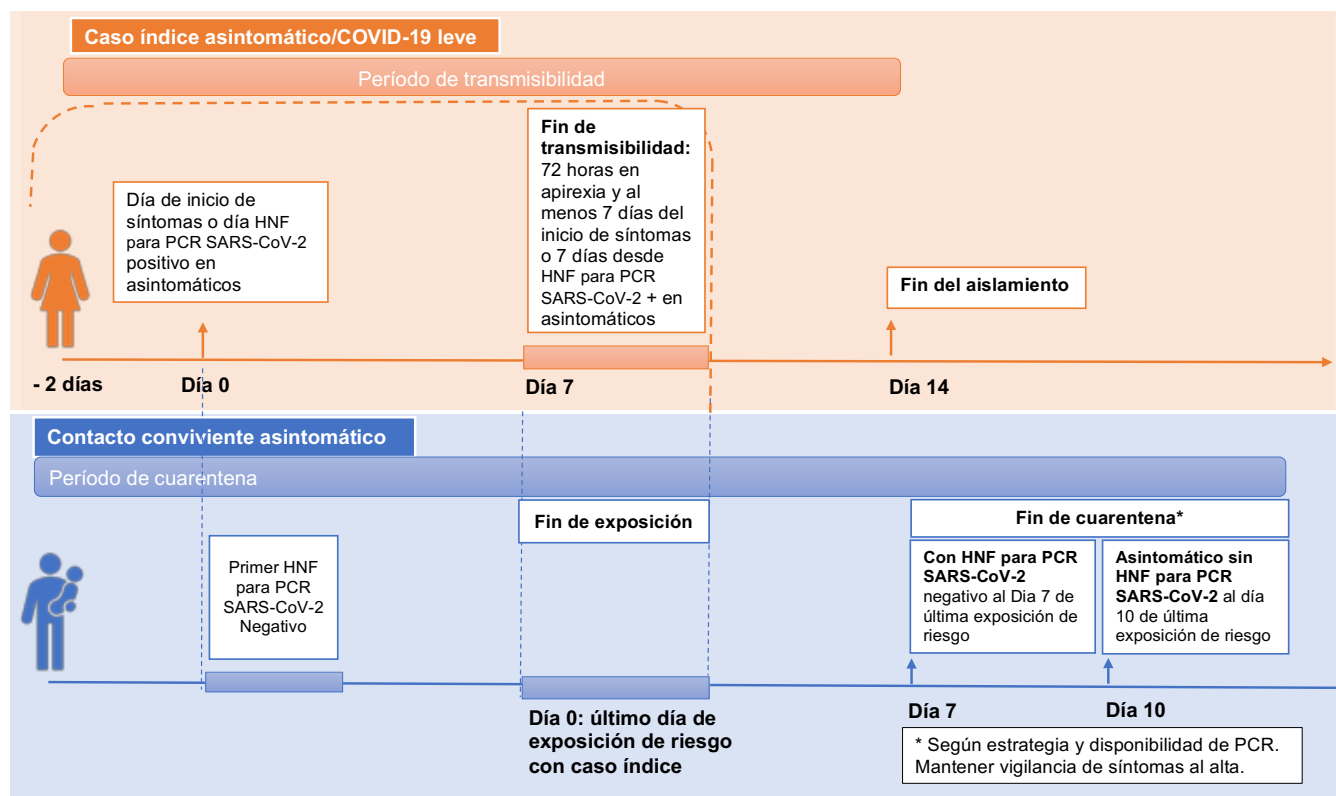 Caso índice asintomático/COVID-19 leve
Período de transmisibilidad
Día de inicio de
síntomas o día HNF
para PCR SARS-CoV-2
positivo en
asintomáticos
Fin de
transmisibilidad:
72 horas en
apirexia y al
menos 7 días del
inicio de síntomas
o 7 días desde
HNF para PCR
SARS-CoV-2 + en
asintomáticos
Fin del aislamiento
- 2 días
Día 0
Día 7
Día 14
Contacto conviviente asintomático
Período de cuarentena
Primer HNF
para PCR
SARS-CoV-2
Negativo
Fin de exposición
Fin de cuarentena*
Con HNF para PCR
SARS-CoV-2
negativo al Dia 7 de
última exposición de
riesgo
Asintomático sin
HNF para PCR
SARS-CoV-2 al día
10 de última
exposición de riesgo
Día 0: último día de
exposición de riesgo
con caso índice
Día 7
Día 10
* Según estrategia y disponibilidad de PCR.
Mantener vigilancia de síntomas al alta.